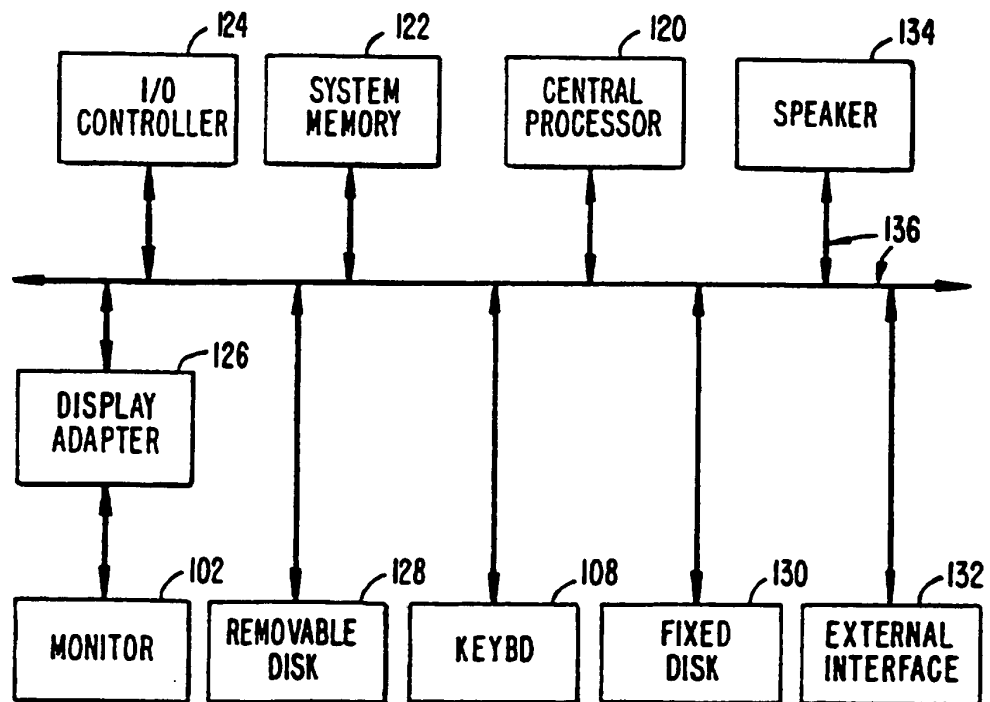 124
122
120
134
I/O
CONTROLLER
SYSTEM
MEMORY
CENTRAL
PROCESSOR
SPEAKER
136
126
DISPLAY
ADAPTER
102
128
108
130
132
MONITOR
REMOVABLE
DISK
KEYBD
FIXED
DISK
EXTERNAL
INTERFACE